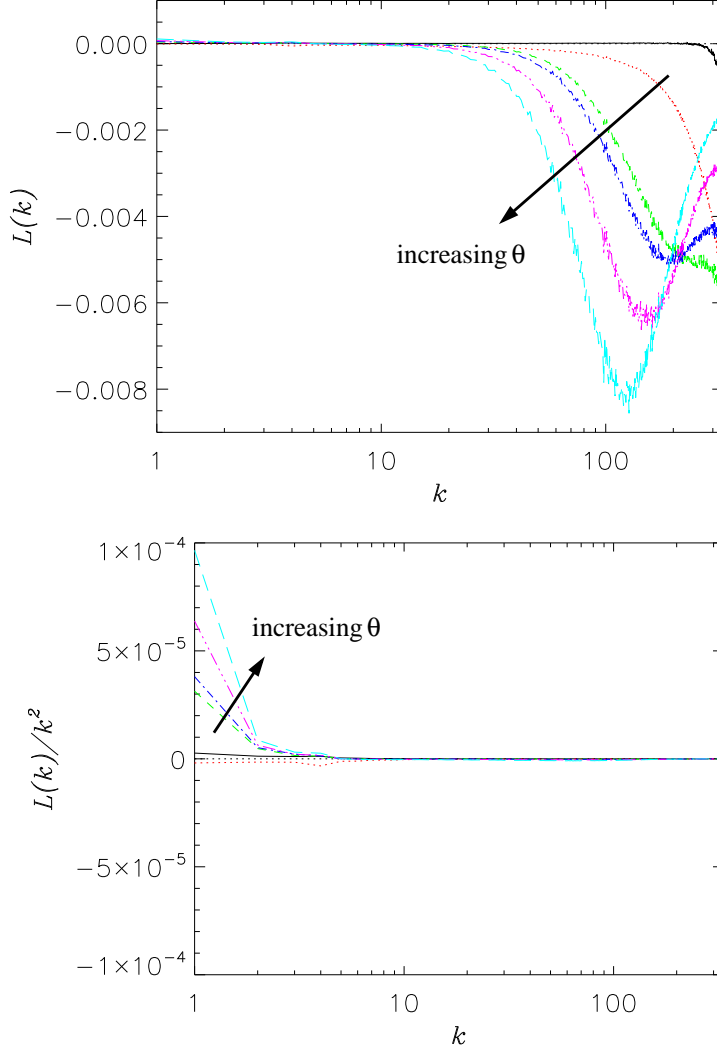 0.000
−0.002
−0.004
−0.006
−0.008
L(k)
increasing θ
1
10
100
k
1×10⁻⁴
5×10⁻⁵
0
−5×10⁻⁵
−1×10⁻⁴
L(k)/k²
increasing θ
1
10
100
k